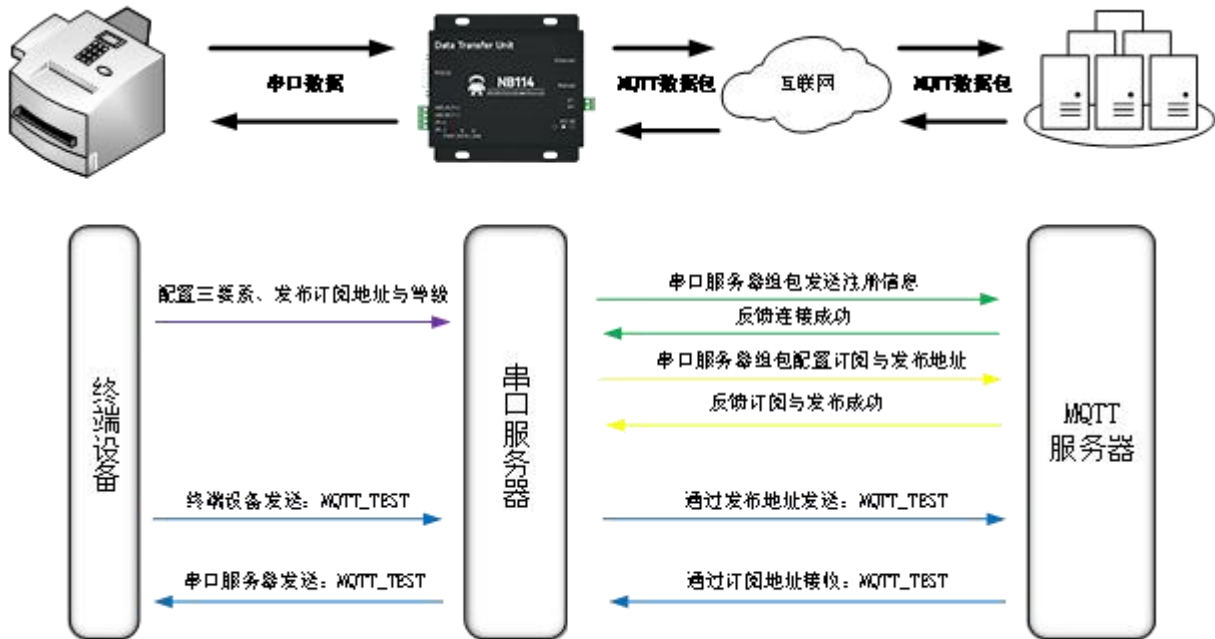 Data Transfer Unit
N8114
串口数据
MQTT数据包
互联网
MQTT数据包
终端设备
串口服务器
MQTT
服务器
配置三要素、发布订阅地址与等级
串口服务器组包发送注册信息
反馈连接成功
串口服务器组包配置订阅与发布地址
反馈订阅与发布成功
终端设备发送：MQTT_TEST
通过发布地址发送：MQTT_TEST
串口服务器发送：MQTT_TEST
通过订阅地址接收：MQTT_TEST